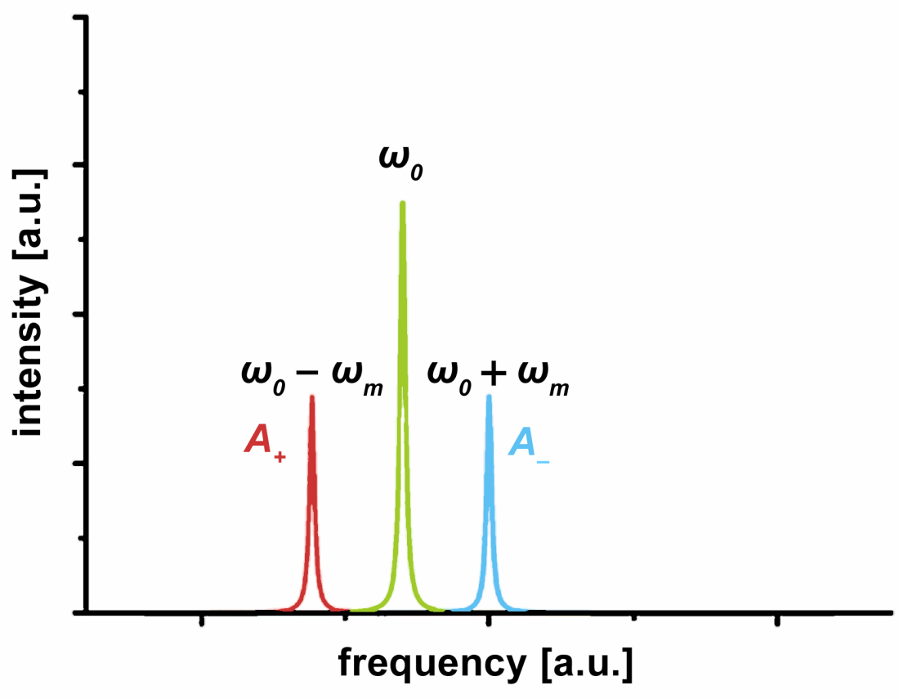 ω₀
ω₀ − ωₘ
ω₀ + ωₘ
A₊
A₋
intensity [a.u.]
frequency [a.u.]